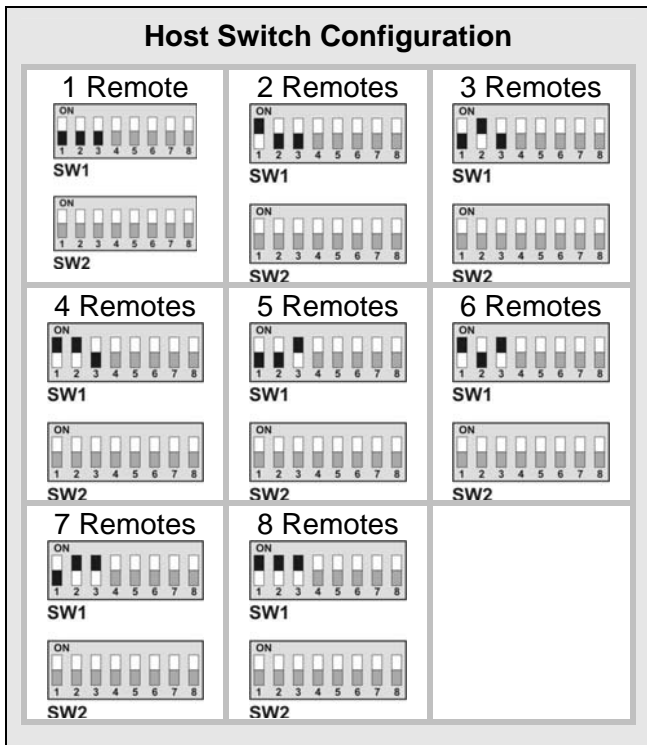 Host Switch Configuration
1 Remote
ON
1 2 3 4 5 6 7 8
SW1
ON
1 2 3 4 5 6 7 8
SW2
2 Remotes
ON
1 2 3 4 5 6 7 8
SW1
ON
1 2 3 4 5 6 7 8
SW2
3 Remotes
ON
1 2 3 4 5 6 7 8
SW1
ON
1 2 3 4 5 6 7 8
SW2
4 Remotes
ON
1 2 3 4 5 6 7 8
SW1
ON
1 2 3 4 5 6 7 8
SW2
5 Remotes
ON
1 2 3 4 5 6 7 8
SW1
ON
1 2 3 4 5 6 7 8
SW2
6 Remotes
ON
1 2 3 4 5 6 7 8
SW1
ON
1 2 3 4 5 6 7 8
SW2
7 Remotes
ON
1 2 3 4 5 6 7 8
SW1
ON
1 2 3 4 5 6 7 8
SW2
8 Remotes
ON
1 2 3 4 5 6 7 8
SW1
ON
1 2 3 4 5 6 7 8
SW2